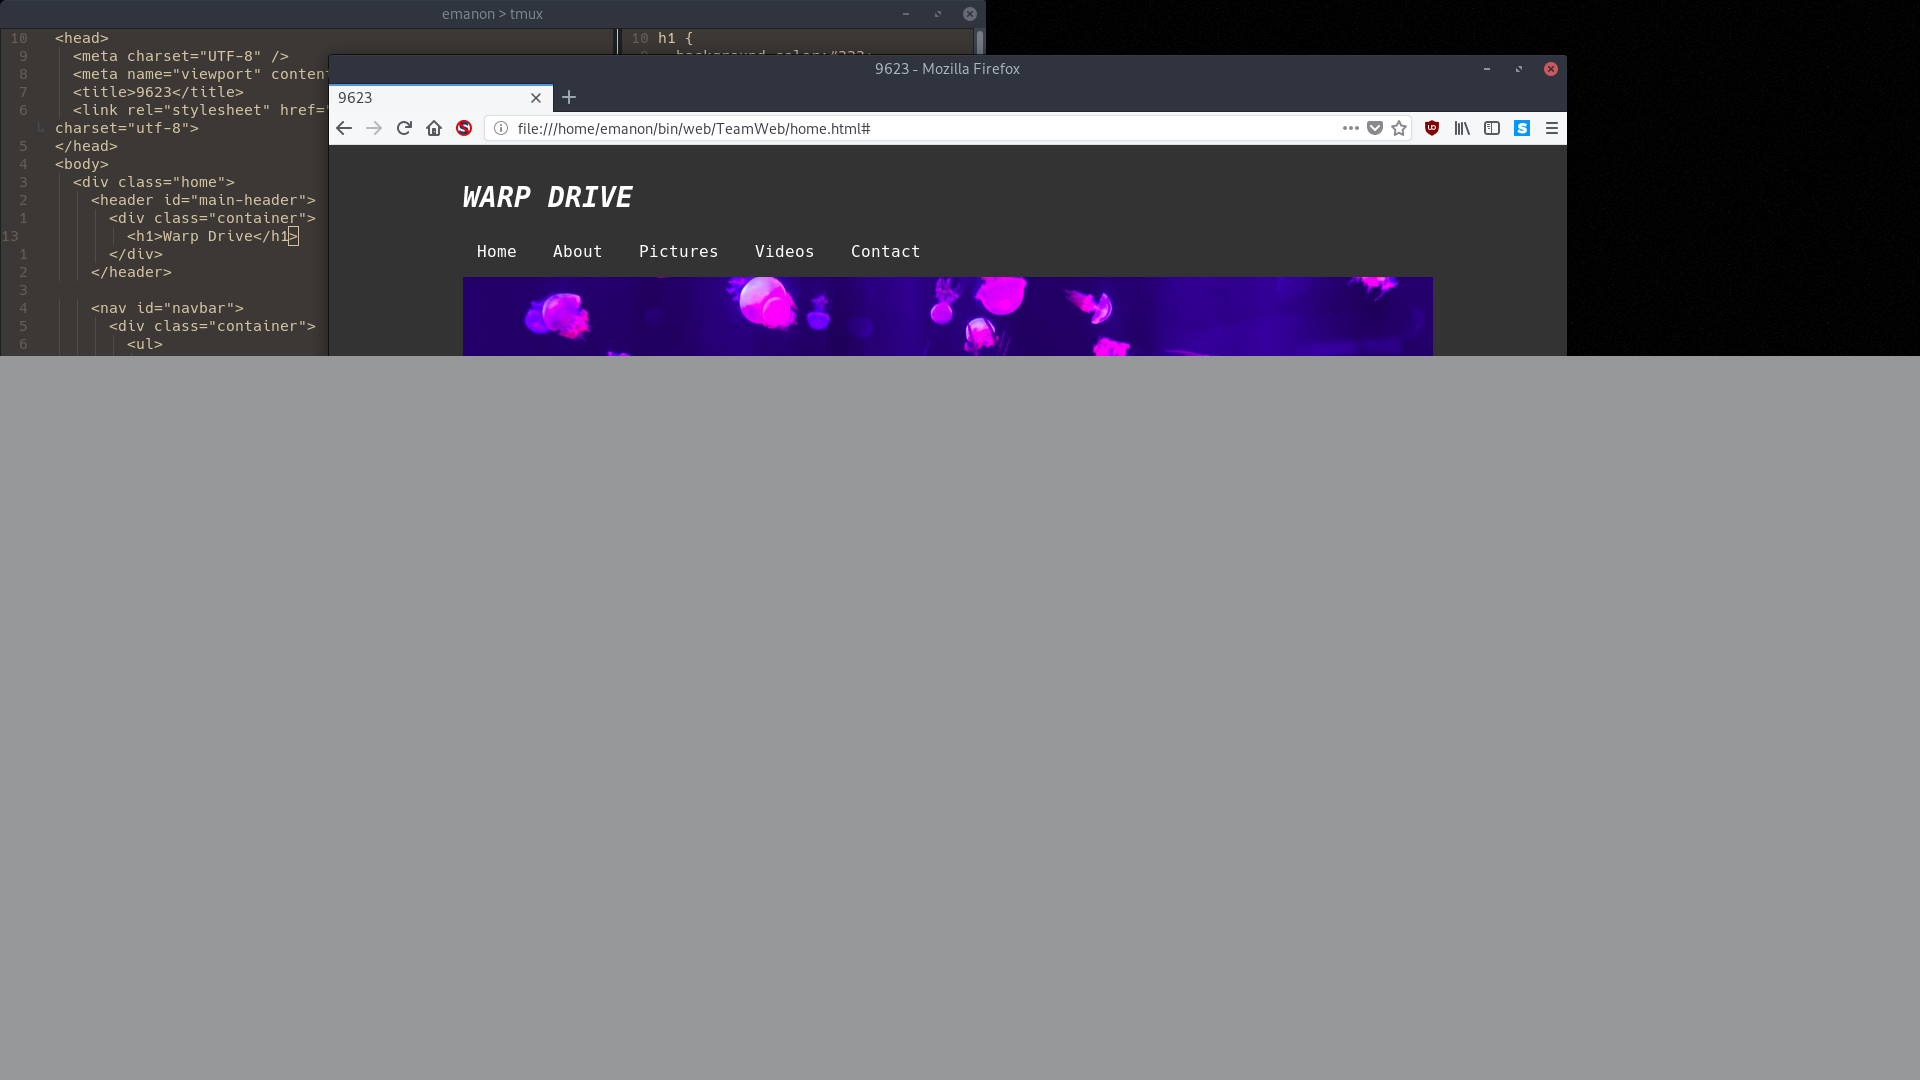 emanon > tmux
10 <head>
9 <meta charset="UTF-8" />
8 <meta name="viewport" conten
7 <title>9623</title>
6 <link rel="stylesheet" href="
charset="utf-8">
5 </head>
4 <body>
3 <div class="home">
2 <header id="main-header">
1 <div class="container">
13 <h1>Warp Drive</h1>
1 </div>
2 </header>
3
4 <nav id="navbar">
5 <div class="container">
6 <ul>
10 h1 {
9623 - Mozilla Firefox
9623
file:///home/emanon/bin/web/TeamWeb/home.html#
WARP DRIVE
Home About Pictures Videos Contact